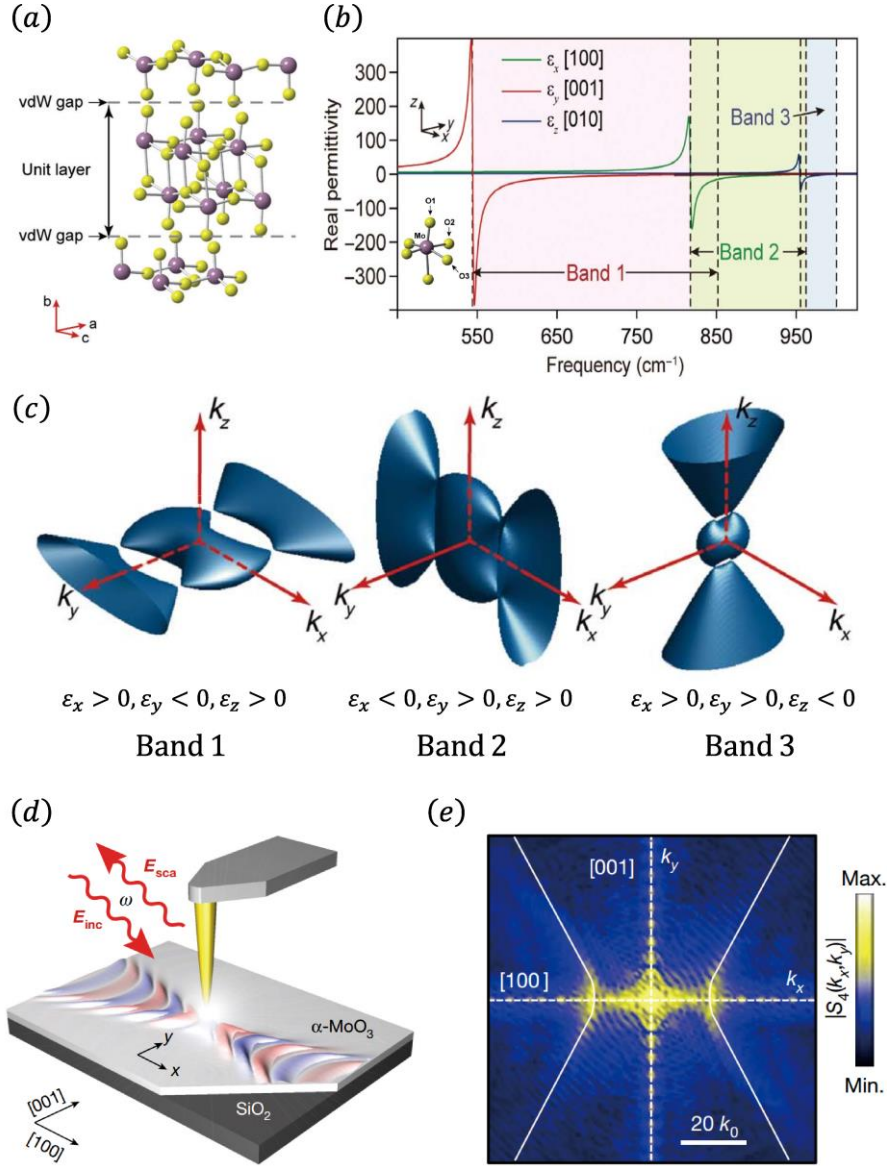 (a)
vdW gap
Unit layer
vdW gap
b
a
c
(b)
Real permittivity
300
200
100
0
−100
−200
−300
εx [100]
εy [001]
εz [010]
z
y
x
Band 3
O1
Mo
O2
O3
Band 1
Band 2
550
650
750
850
950
Frequency (cm⁻¹)
(c)
kz
ky
kx
kz
ky
kx
kz
ky
kx
εx > 0, εy < 0, εz > 0
εx < 0, εy > 0, εz > 0
εx > 0, εy > 0, εz < 0
Band 1
Band 2
Band 3
(d)
Esca
ω
Einc
α-MoO₃
y
x
SiO₂
[001]
[100]
(e)
[001]
ky
[100]
kx
20 k₀
Max.
|S₄(kx,ky)|
Min.